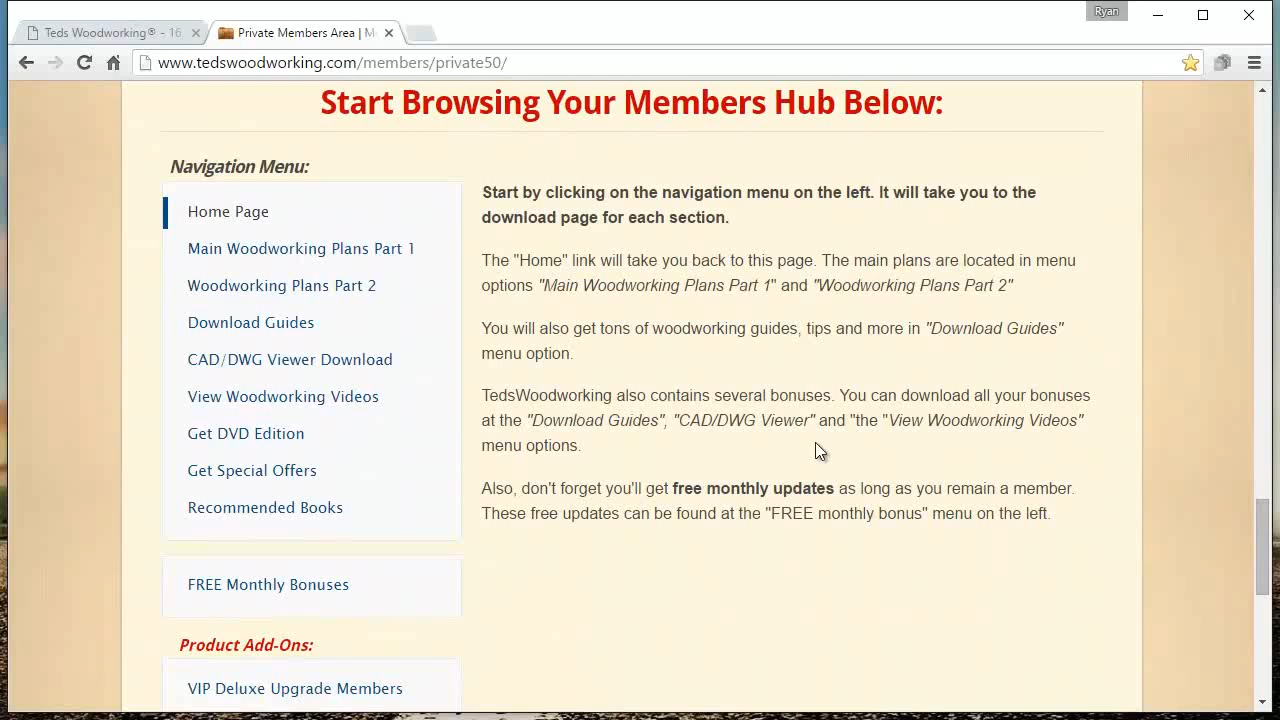 Ryan
Teds Woodworking® - 16
Private Members Area | M
www.tedswoodworking.com/members/private50/
Start Browsing Your Members Hub Below:
Navigation Menu:
Home Page
Main Woodworking Plans Part 1
Woodworking Plans Part 2
Download Guides
CAD/DWG Viewer Download
View Woodworking Videos
Get DVD Edition
Get Special Offers
Recommended Books
FREE Monthly Bonuses
Product Add-Ons:
VIP Deluxe Upgrade Members
Start by clicking on the navigation menu on the left. It will take you to the
download page for each section.
The "Home" link will take you back to this page. The main plans are located in menu
options "Main Woodworking Plans Part 1" and "Woodworking Plans Part 2"
You will also get tons of woodworking guides, tips and more in "Download Guides"
menu option.
TedsWoodworking also contains several bonuses. You can download all your bonuses
at the "Download Guides", "CAD/DWG Viewer" and "the "View Woodworking Videos"
menu options.
Also, don't forget you'll get free monthly updates as long as you remain a member.
These free updates can be found at the "FREE monthly bonus" menu on the left.